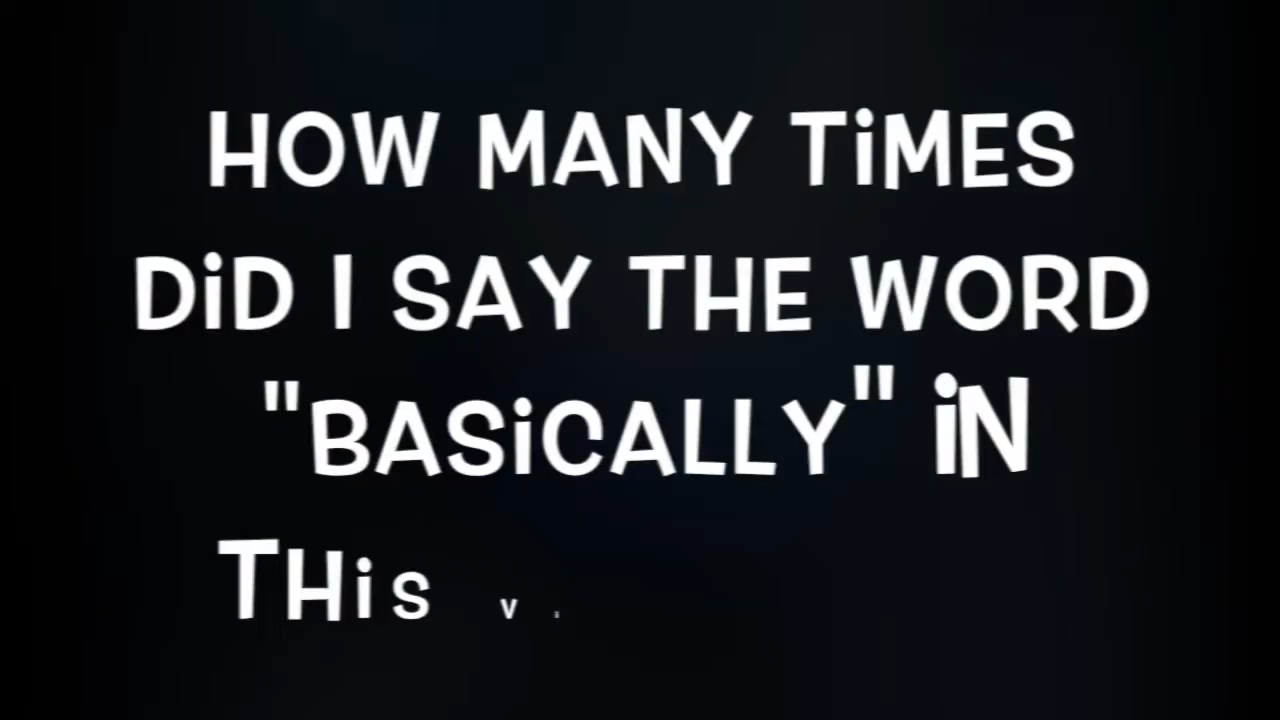 HOW MANY TiMES
DiD I SAY THE WORD
"BASiCALLY" iN
THis v